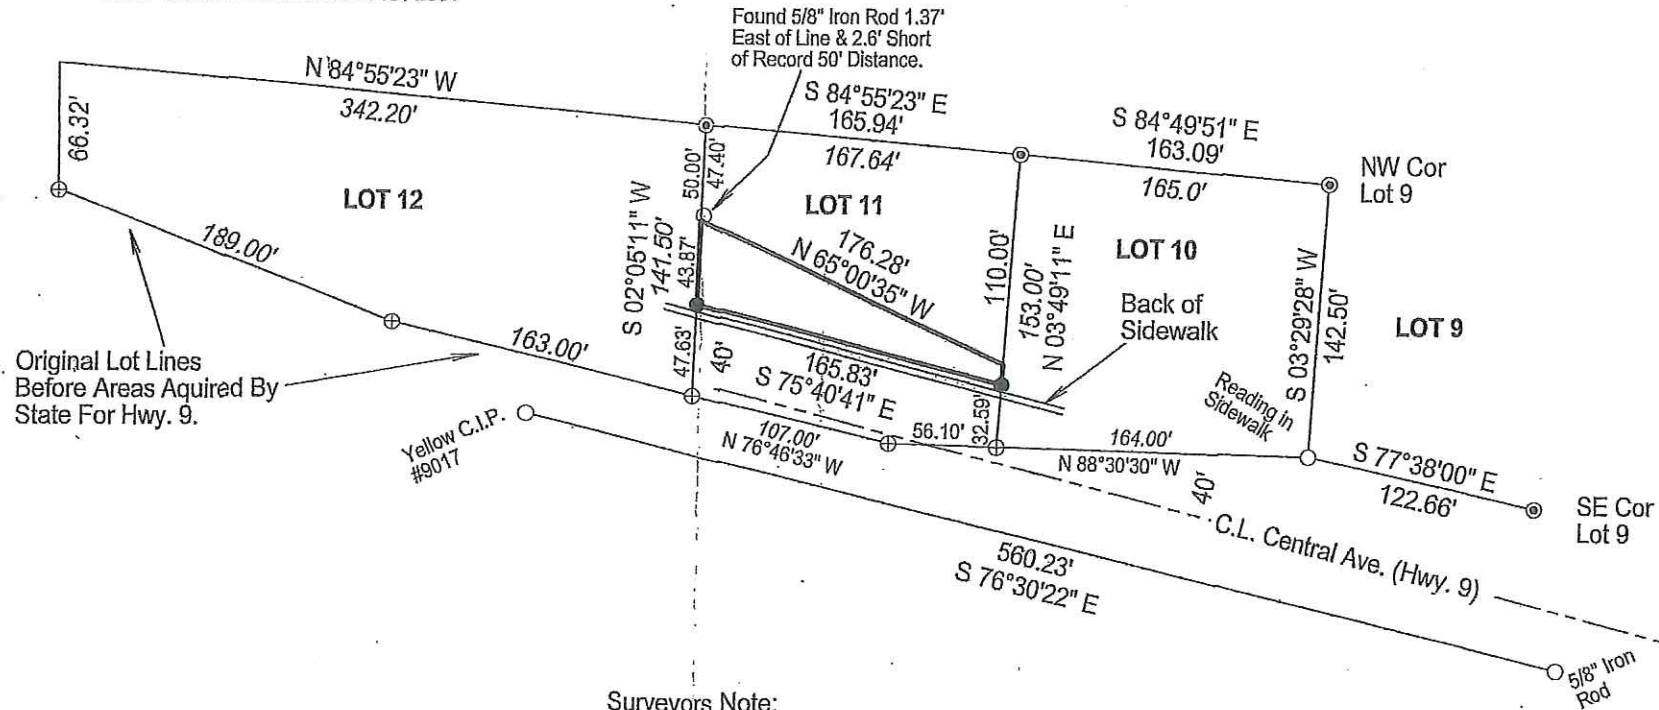 Found 5/8" Iron Rod 1.37'
East of Line & 2.6' Short
of Record 50' Distance.
N 84°55'23" W
342.20'
S 84°55'23" E
165.94'
167.64'
S 84°49'51" E
163.09'
165.0'
NW Cor
Lot 9
66.32'
LOT 12
189.00'
163.00'
Original Lot Lines
Before Areas Aquired By
State For Hwy. 9.
50.00'
47.40'
S 02°05'11" W
141.50'
43.87'
47.63'
40'
LOT 11
176.28'
N 65°00'35" W
165.83'
S 75°40'41" E
110.00'
153.00'
N 03°49'11" E
32.59'
LOT 10
Back of
Sidewalk
S 03°29'28" W
142.50'
LOT 9
Reading in
Sidewalk
Yellow C.I.P.
#9017
107.00'
N 76°46'33" W
56.10'
164.00'
N 88°30'30" W
40'
S 77°38'00" E
122.66'
SE Cor
Lot 9
C.L. Central Ave. (Hwy. 9)
560.23'
S 76°30'22" E
5/8" Iron
Rod
Surveyors Note: